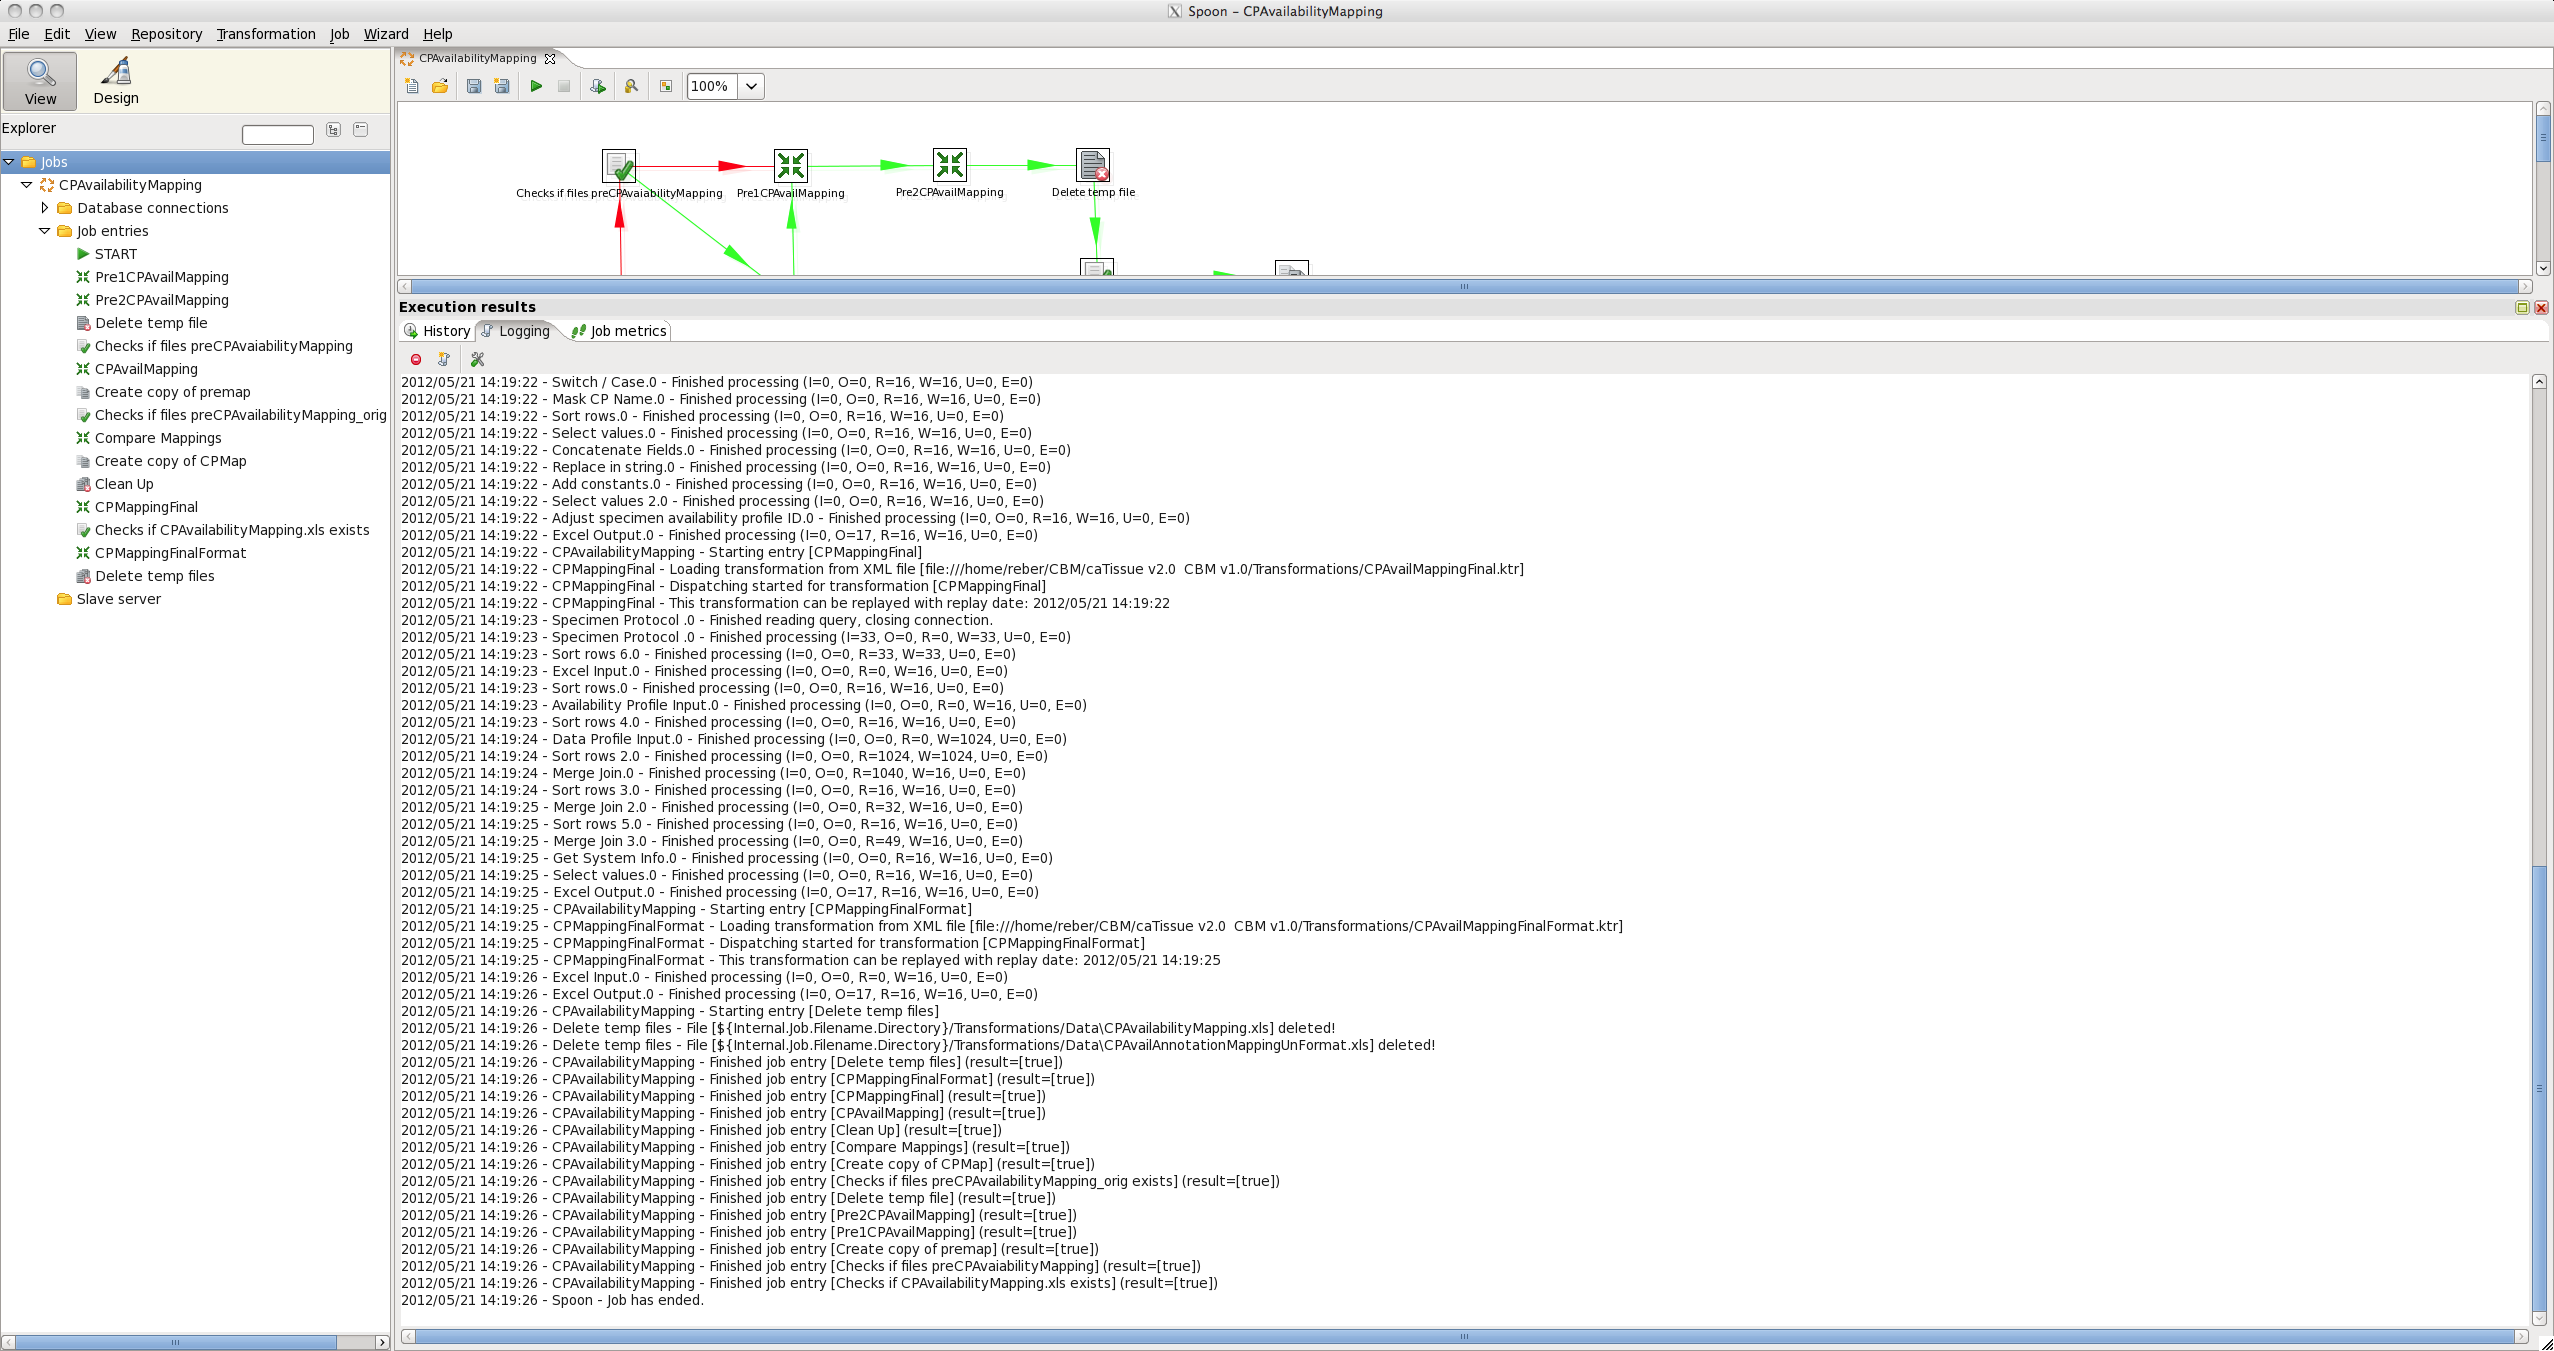 Spoon – CPAvailabilityMapping
File Edit View Repository Transformation Job Wizard Help
View
Design
Explorer
Jobs
CPAvailabilityMapping
Database connections
Job entries
START
Pre1CPAvailMapping
Pre2CPAvailMapping
Delete temp file
Checks if files preCPAvaiabilityMapping
CPAvailMapping
Create copy of premap
Checks if files preCPAvailabilityMapping_orig
Compare Mappings
Create copy of CPMap
Clean Up
CPMappingFinal
Checks if CPAvailabilityMapping.xls exists
CPMappingFinalFormat
Delete temp files
Slave server
CPAvailabilityMapping
100%
Checks if files preCPAvaiabilityMapping
Pre1CPAvailMapping
Pre2CPAvailMapping
Delete temp file
Execution results
History Logging Job metrics
2012/05/21 14:19:22 - Switch / Case.0 - Finished processing (I=0, O=0, R=16, W=16, U=0, E=0)
2012/05/21 14:19:22 - Mask CP Name.0 - Finished processing (I=0, O=0, R=16, W=16, U=0, E=0)
2012/05/21 14:19:22 - Sort rows.0 - Finished processing (I=0, O=0, R=16, W=16, U=0, E=0)
2012/05/21 14:19:22 - Select values.0 - Finished processing (I=0, O=0, R=16, W=16, U=0, E=0)
2012/05/21 14:19:22 - Concatenate Fields.0 - Finished processing (I=0, O=0, R=16, W=16, U=0, E=0)
2012/05/21 14:19:22 - Replace in string.0 - Finished processing (I=0, O=0, R=16, W=16, U=0, E=0)
2012/05/21 14:19:22 - Add constants.0 - Finished processing (I=0, O=0, R=16, W=16, U=0, E=0)
2012/05/21 14:19:22 - Select values 2.0 - Finished processing (I=0, O=0, R=16, W=16, U=0, E=0)
2012/05/21 14:19:22 - Adjust specimen availability profile ID.0 - Finished processing (I=0, O=0, R=16, W=16, U=0, E=0)
2012/05/21 14:19:22 - Excel Output.0 - Finished processing (I=0, O=17, R=16, W=16, U=0, E=0)
2012/05/21 14:19:22 - CPAvailabilityMapping - Starting entry [CPMappingFinal]
2012/05/21 14:19:22 - CPMappingFinal - Loading transformation from XML file [file:///home/reber/CBM/caTissue v2.0  CBM v1.0/Transformations/CPAvailMappingFinal.ktr]
2012/05/21 14:19:22 - CPMappingFinal - Dispatching started for transformation [CPMappingFinal]
2012/05/21 14:19:22 - CPMappingFinal - This transformation can be replayed with replay date: 2012/05/21 14:19:22
2012/05/21 14:19:23 - Specimen Protocol .0 - Finished reading query, closing connection.
2012/05/21 14:19:23 - Specimen Protocol .0 - Finished processing (I=33, O=0, R=0, W=33, U=0, E=0)
2012/05/21 14:19:23 - Sort rows 6.0 - Finished processing (I=0, O=0, R=33, W=33, U=0, E=0)
2012/05/21 14:19:23 - Excel Input.0 - Finished processing (I=0, O=0, R=0, W=16, U=0, E=0)
2012/05/21 14:19:23 - Sort rows.0 - Finished processing (I=0, O=0, R=16, W=16, U=0, E=0)
2012/05/21 14:19:23 - Availability Profile Input.0 - Finished processing (I=0, O=0, R=0, W=16, U=0, E=0)
2012/05/21 14:19:23 - Sort rows 4.0 - Finished processing (I=0, O=0, R=16, W=16, U=0, E=0)
2012/05/21 14:19:24 - Data Profile Input.0 - Finished processing (I=0, O=0, R=0, W=1024, U=0, E=0)
2012/05/21 14:19:24 - Sort rows 2.0 - Finished processing (I=0, O=0, R=1024, W=1024, U=0, E=0)
2012/05/21 14:19:24 - Merge Join.0 - Finished processing (I=0, O=0, R=1040, W=16, U=0, E=0)
2012/05/21 14:19:24 - Sort rows 3.0 - Finished processing (I=0, O=0, R=16, W=16, U=0, E=0)
2012/05/21 14:19:25 - Merge Join 2.0 - Finished processing (I=0, O=0, R=32, W=16, U=0, E=0)
2012/05/21 14:19:25 - Sort rows 5.0 - Finished processing (I=0, O=0, R=16, W=16, U=0, E=0)
2012/05/21 14:19:25 - Merge Join 3.0 - Finished processing (I=0, O=0, R=49, W=16, U=0, E=0)
2012/05/21 14:19:25 - Get System Info.0 - Finished processing (I=0, O=0, R=16, W=16, U=0, E=0)
2012/05/21 14:19:25 - Select values.0 - Finished processing (I=0, O=0, R=16, W=16, U=0, E=0)
2012/05/21 14:19:25 - Excel Output.0 - Finished processing (I=0, O=17, R=16, W=16, U=0, E=0)
2012/05/21 14:19:25 - CPAvailabilityMapping - Starting entry [CPMappingFinalFormat]
2012/05/21 14:19:25 - CPMappingFinalFormat - Loading transformation from XML file [file:///home/reber/CBM/caTissue v2.0  CBM v1.0/Transformations/CPAvailMappingFinalFormat.ktr]
2012/05/21 14:19:25 - CPMappingFinalFormat - Dispatching started for transformation [CPMappingFinalFormat]
2012/05/21 14:19:25 - CPMappingFinalFormat - This transformation can be replayed with replay date: 2012/05/21 14:19:25
2012/05/21 14:19:26 - Excel Input.0 - Finished processing (I=0, O=0, R=0, W=16, U=0, E=0)
2012/05/21 14:19:26 - Excel Output.0 - Finished processing (I=0, O=17, R=16, W=16, U=0, E=0)
2012/05/21 14:19:26 - CPAvailabilityMapping - Starting entry [Delete temp files]
2012/05/21 14:19:26 - Delete temp files - File [${Internal.Job.Filename.Directory}/Transformations/Data\CPAvailabilityMapping.xls] deleted!
2012/05/21 14:19:26 - Delete temp files - File [${Internal.Job.Filename.Directory}/Transformations/Data\CPAvailAnnotationMappingUnFormat.xls] deleted!
2012/05/21 14:19:26 - CPAvailabilityMapping - Finished job entry [Delete temp files] (result=[true])
2012/05/21 14:19:26 - CPAvailabilityMapping - Finished job entry [CPMappingFinalFormat] (result=[true])
2012/05/21 14:19:26 - CPAvailabilityMapping - Finished job entry [CPMappingFinal] (result=[true])
2012/05/21 14:19:26 - CPAvailabilityMapping - Finished job entry [CPAvailMapping] (result=[true])
2012/05/21 14:19:26 - CPAvailabilityMapping - Finished job entry [Clean Up] (result=[true])
2012/05/21 14:19:26 - CPAvailabilityMapping - Finished job entry [Compare Mappings] (result=[true])
2012/05/21 14:19:26 - CPAvailabilityMapping - Finished job entry [Create copy of CPMap] (result=[true])
2012/05/21 14:19:26 - CPAvailabilityMapping - Finished job entry [Checks if files preCPAvailabilityMapping_orig exists] (result=[true])
2012/05/21 14:19:26 - CPAvailabilityMapping - Finished job entry [Delete temp file] (result=[true])
2012/05/21 14:19:26 - CPAvailabilityMapping - Finished job entry [Pre2CPAvailMapping] (result=[true])
2012/05/21 14:19:26 - CPAvailabilityMapping - Finished job entry [Pre1CPAvailMapping] (result=[true])
2012/05/21 14:19:26 - CPAvailabilityMapping - Finished job entry [Create copy of premap] (result=[true])
2012/05/21 14:19:26 - CPAvailabilityMapping - Finished job entry [Checks if files preCPAvaiabilityMapping] (result=[true])
2012/05/21 14:19:26 - CPAvailabilityMapping - Finished job entry [Checks if CPAvailabilityMapping.xls exists] (result=[true])
2012/05/21 14:19:26 - Spoon - Job has ended.